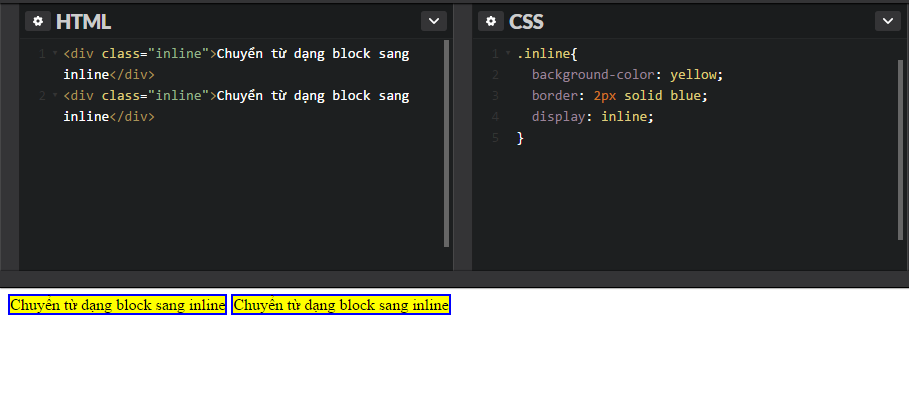 HTML
1 <div class="inline">Chuyển từ dạng block sang
inline</div>
2 <div class="inline">Chuyển từ dạng block sang
inline</div>
CSS
1 .inline{
2 background-color: yellow;
3 border: 2px solid blue;
4 display: inline;
5 }
Chuyển từ dạng block sang inline Chuyển từ dạng block sang inline